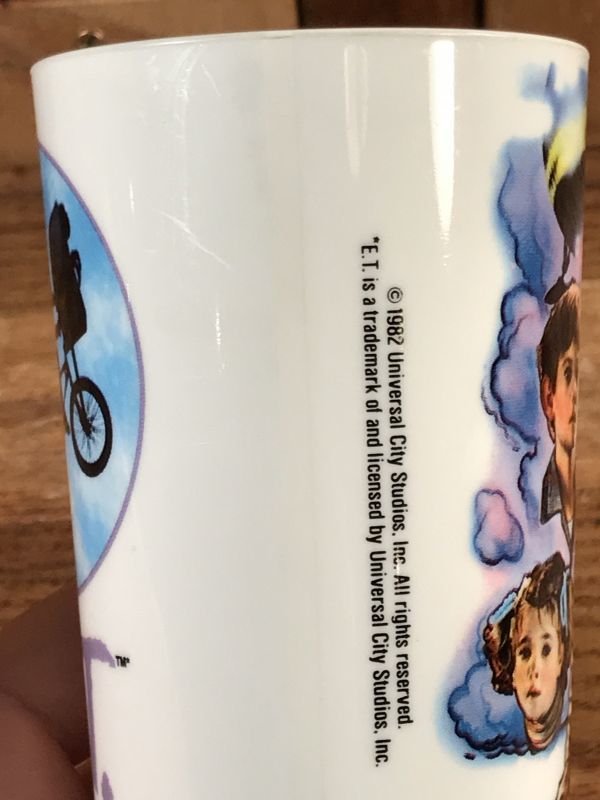 © 1982 Universal City Studios, Inc. All rights reserved.
*E.T. is a trademark of and licensed by Universal City Studios, Inc.
TM